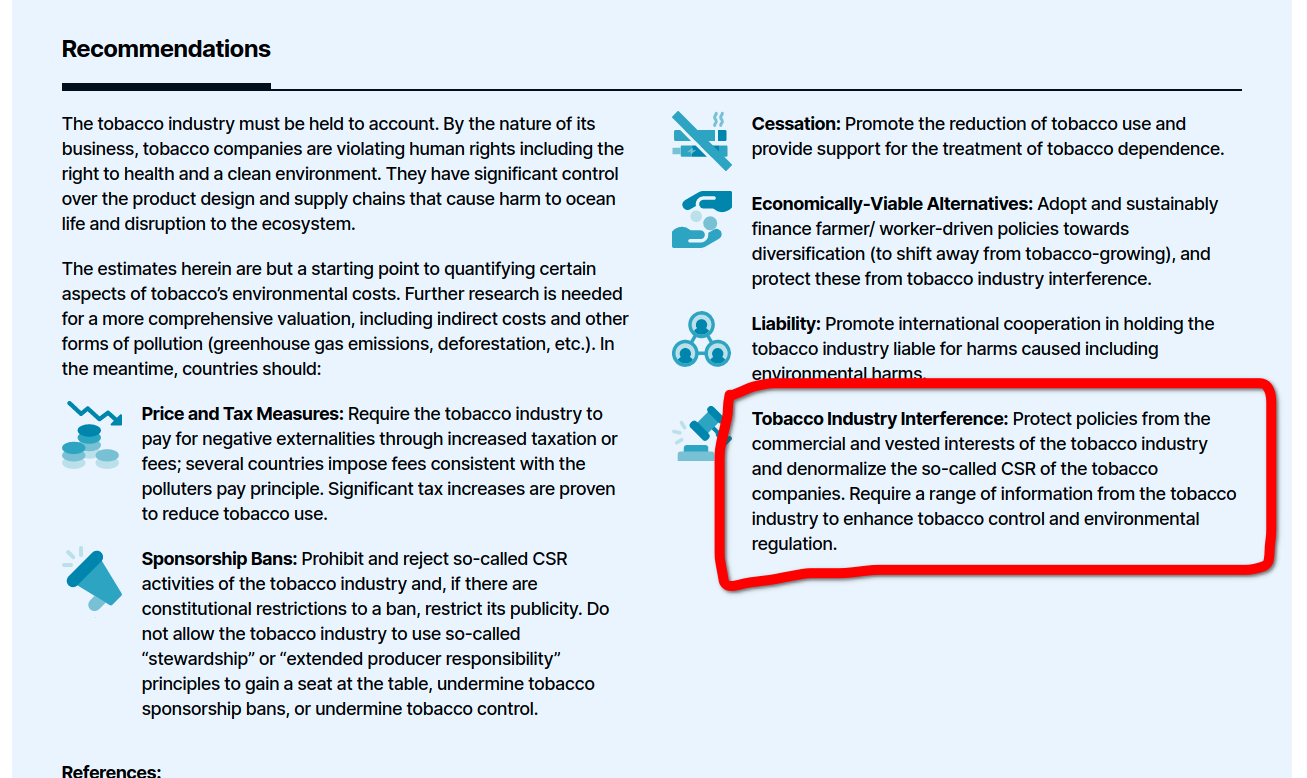 Recommendations
The tobacco industry must be held to account. By the nature of its
business, tobacco companies are violating human rights including the
right to health and a clean environment. They have significant control
over the product design and supply chains that cause harm to ocean
life and disruption to the ecosystem.
The estimates herein are but a starting point to quantifying certain
aspects of tobacco’s environmental costs. Further research is needed
for a more comprehensive valuation, including indirect costs and other
forms of pollution (greenhouse gas emissions, deforestation, etc.). In
the meantime, countries should:
Price and Tax Measures: Require the tobacco industry to
pay for negative externalities through increased taxation or
fees; several countries impose fees consistent with the
polluters pay principle. Significant tax increases are proven
to reduce tobacco use.
Sponsorship Bans: Prohibit and reject so-called CSR
activities of the tobacco industry and, if there are
constitutional restrictions to a ban, restrict its publicity. Do
not allow the tobacco industry to use so-called
“stewardship” or “extended producer responsibility”
principles to gain a seat at the table, undermine tobacco
sponsorship bans, or undermine tobacco control.
Cessation: Promote the reduction of tobacco use and
provide support for the treatment of tobacco dependence.
Economically-Viable Alternatives: Adopt and sustainably
finance farmer/ worker-driven policies towards
diversification (to shift away from tobacco-growing), and
protect these from tobacco industry interference.
Liability: Promote international cooperation in holding the
tobacco industry liable for harms caused including
environmental harms.
Tobacco Industry Interference: Protect policies from the
commercial and vested interests of the tobacco industry
and denormalize the so-called CSR of the tobacco
companies. Require a range of information from the tobacco
industry to enhance tobacco control and environmental
regulation.
References: